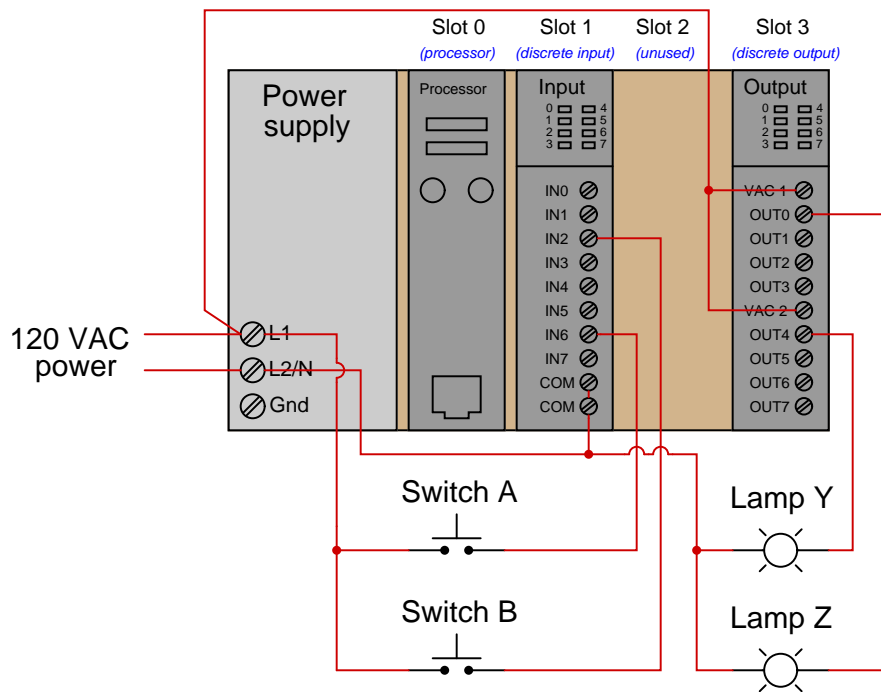 Slot 0 Slot 1 Slot 2 Slot 3
(processor) (discrete input) (unused) (discrete output)
Power
supply
Processor
Input
0 4
1 5
2 6
3 7
Output
0 4
1 5
2 6
3 7
IN0
IN1
IN2
IN3
IN4
IN5
IN6
IN7
COM
COM
VAC 1
OUT0
OUT1
OUT2
OUT3
VAC 2
OUT4
OUT5
OUT6
OUT7
120 VAC
power
L1
L2/N
Gnd
Switch A
Lamp Y
Switch B
Lamp Z